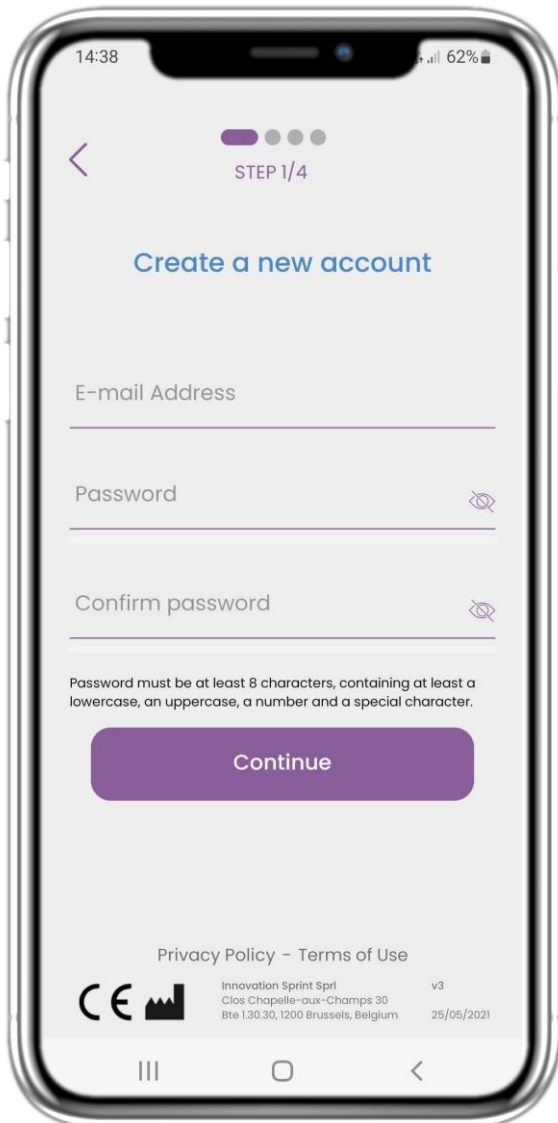 14:38
62%
STEP 1/4
Create a new account
E-mail Address
Password
Confirm password
Password must be at least 8 characters, containing at least a
lowercase, an uppercase, a number and a special character.
Continue
Privacy Policy - Terms of Use
CE
Innovation Sprint Sprl
Clos Chapelle-aux-Champs 30
Bte 1.30.30, 1200 Brussels, Belgium
v3
25/05/2021